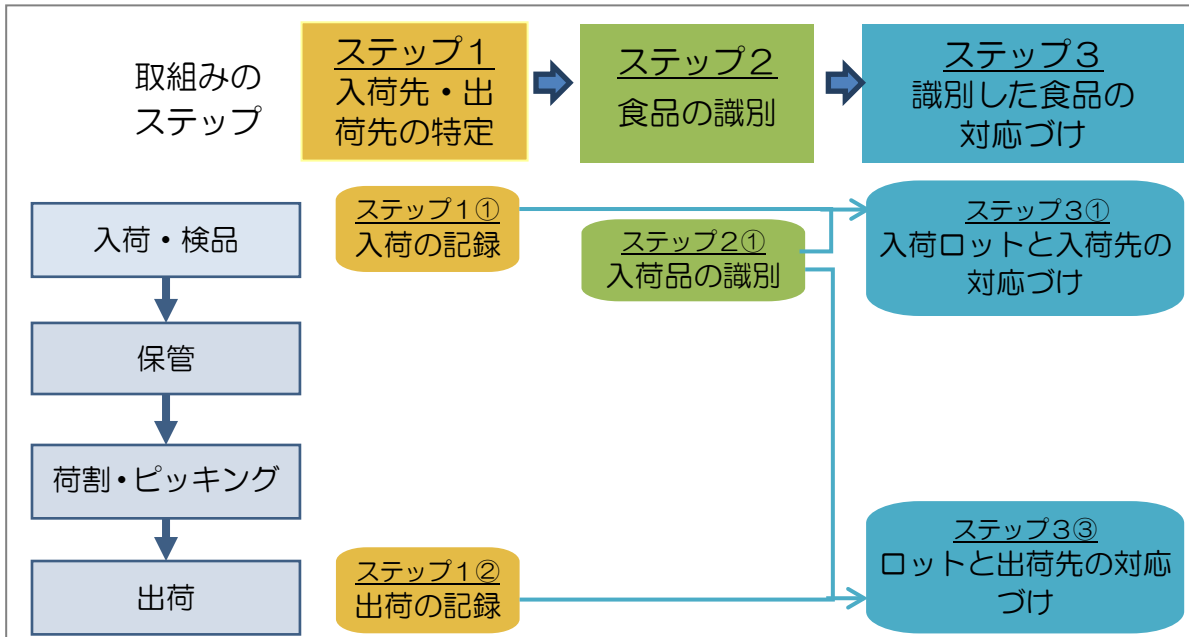 取組みの
ステップ
ステップ１
入荷先・出
荷先の特定
ステップ２
食品の識別
ステップ３
識別した食品の
対応づけ
入荷・検品
ステップ１①
入荷の記録
ステップ２①
入荷品の識別
ステップ３①
入荷ロットと入荷先の
対応づけ
保管
荷割・ピッキング
出荷
ステップ１②
出荷の記録
ステップ３③
ロットと出荷先の対応
づけ